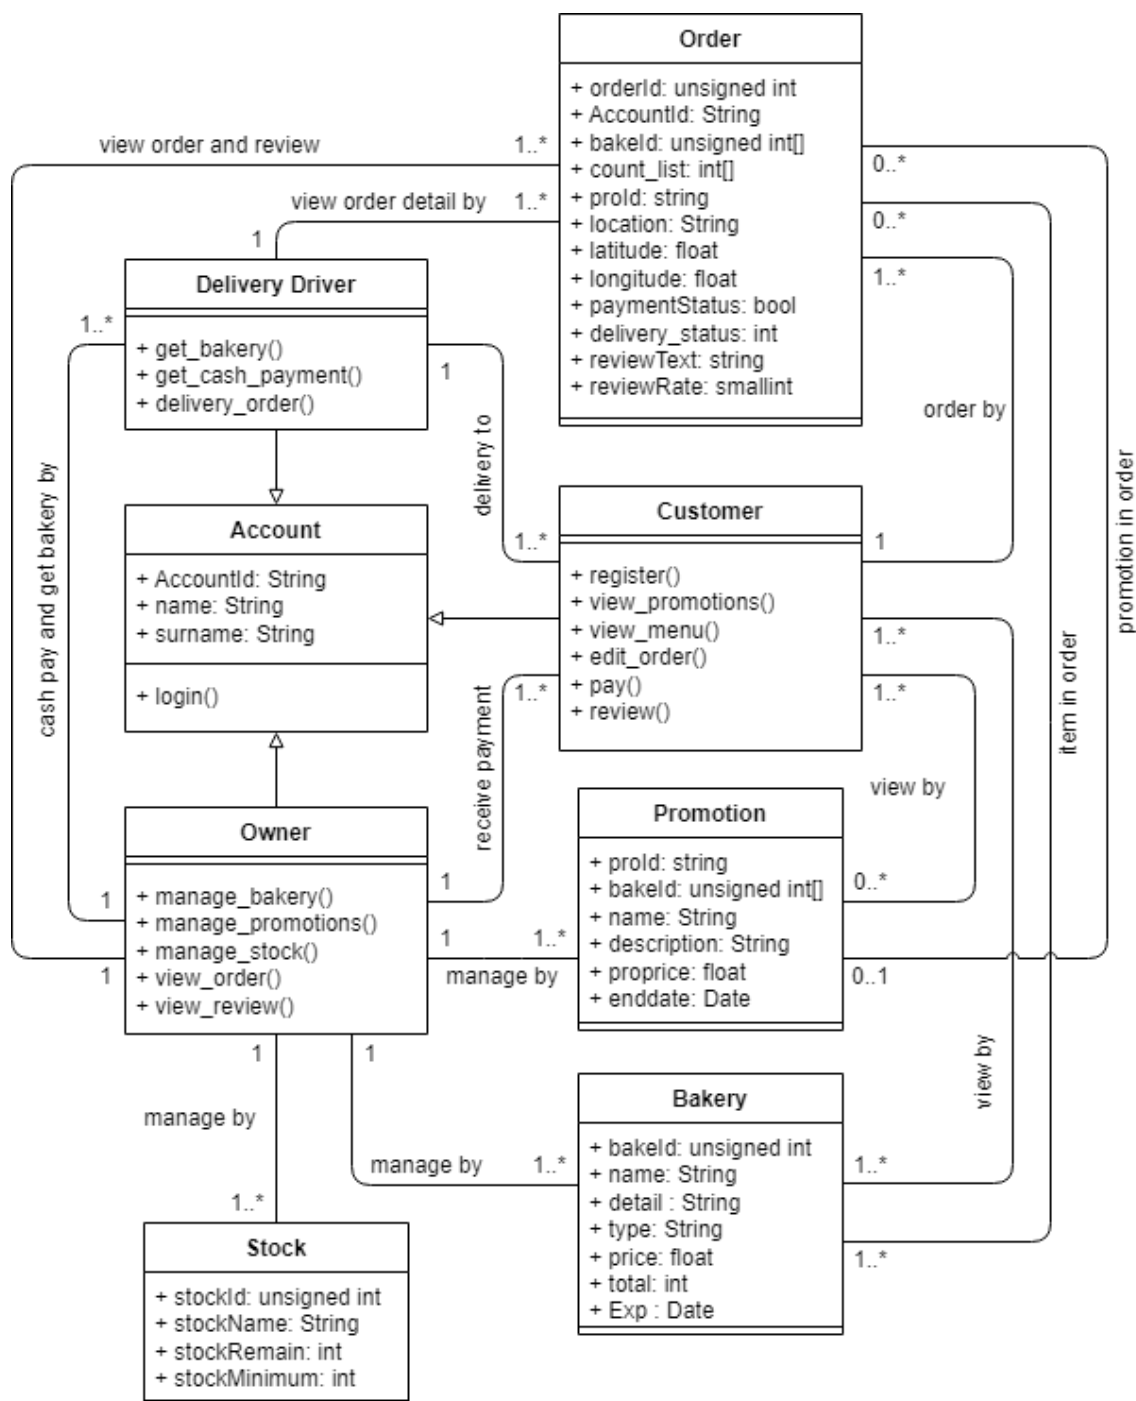 Order
+ orderId: unsigned int
+ AccountId: String
+ bakeId: unsigned int[]
+ count_list: int[]
+ proId: string
+ location: String
+ latitude: float
+ longitude: float
+ paymentStatus: bool
+ delivery_status: int
+ reviewText: string
+ reviewRate: smallint
view order and review
1..*
0..*
view order detail by
1..*
0..*
1
1..*
Delivery Driver
+ get_bakery()
+ get_cash_payment()
+ delivery_order()
1..*
1
order by
delivery to
cash pay and get bakery by
promotion in order
item in order
Account
+ AccountId: String
+ name: String
+ surname: String
+ login()
Customer
+ register()
+ view_promotions()
+ view_menu()
+ edit_order()
+ pay()
+ review()
1..*
1
1..*
1..*
1..*
receive payment
view by
Owner
+ manage_bakery()
+ manage_promotions()
+ manage_stock()
+ view_order()
+ view_review()
1
1
1
1
1..*
manage by
Promotion
+ proId: string
+ bakeId: unsigned int[]
+ name: String
+ description: String
+ proprice: float
+ enddate: Date
0..*
0..1
view by
1
1
manage by
manage by
1..*
1..*
Bakery
+ bakeId: unsigned int
+ name: String
+ detail : String
+ type: String
+ price: float
+ total: int
+ Exp : Date
1..*
1..*
Stock
+ stockId: unsigned int
+ stockName: String
+ stockRemain: int
+ stockMinimum: int